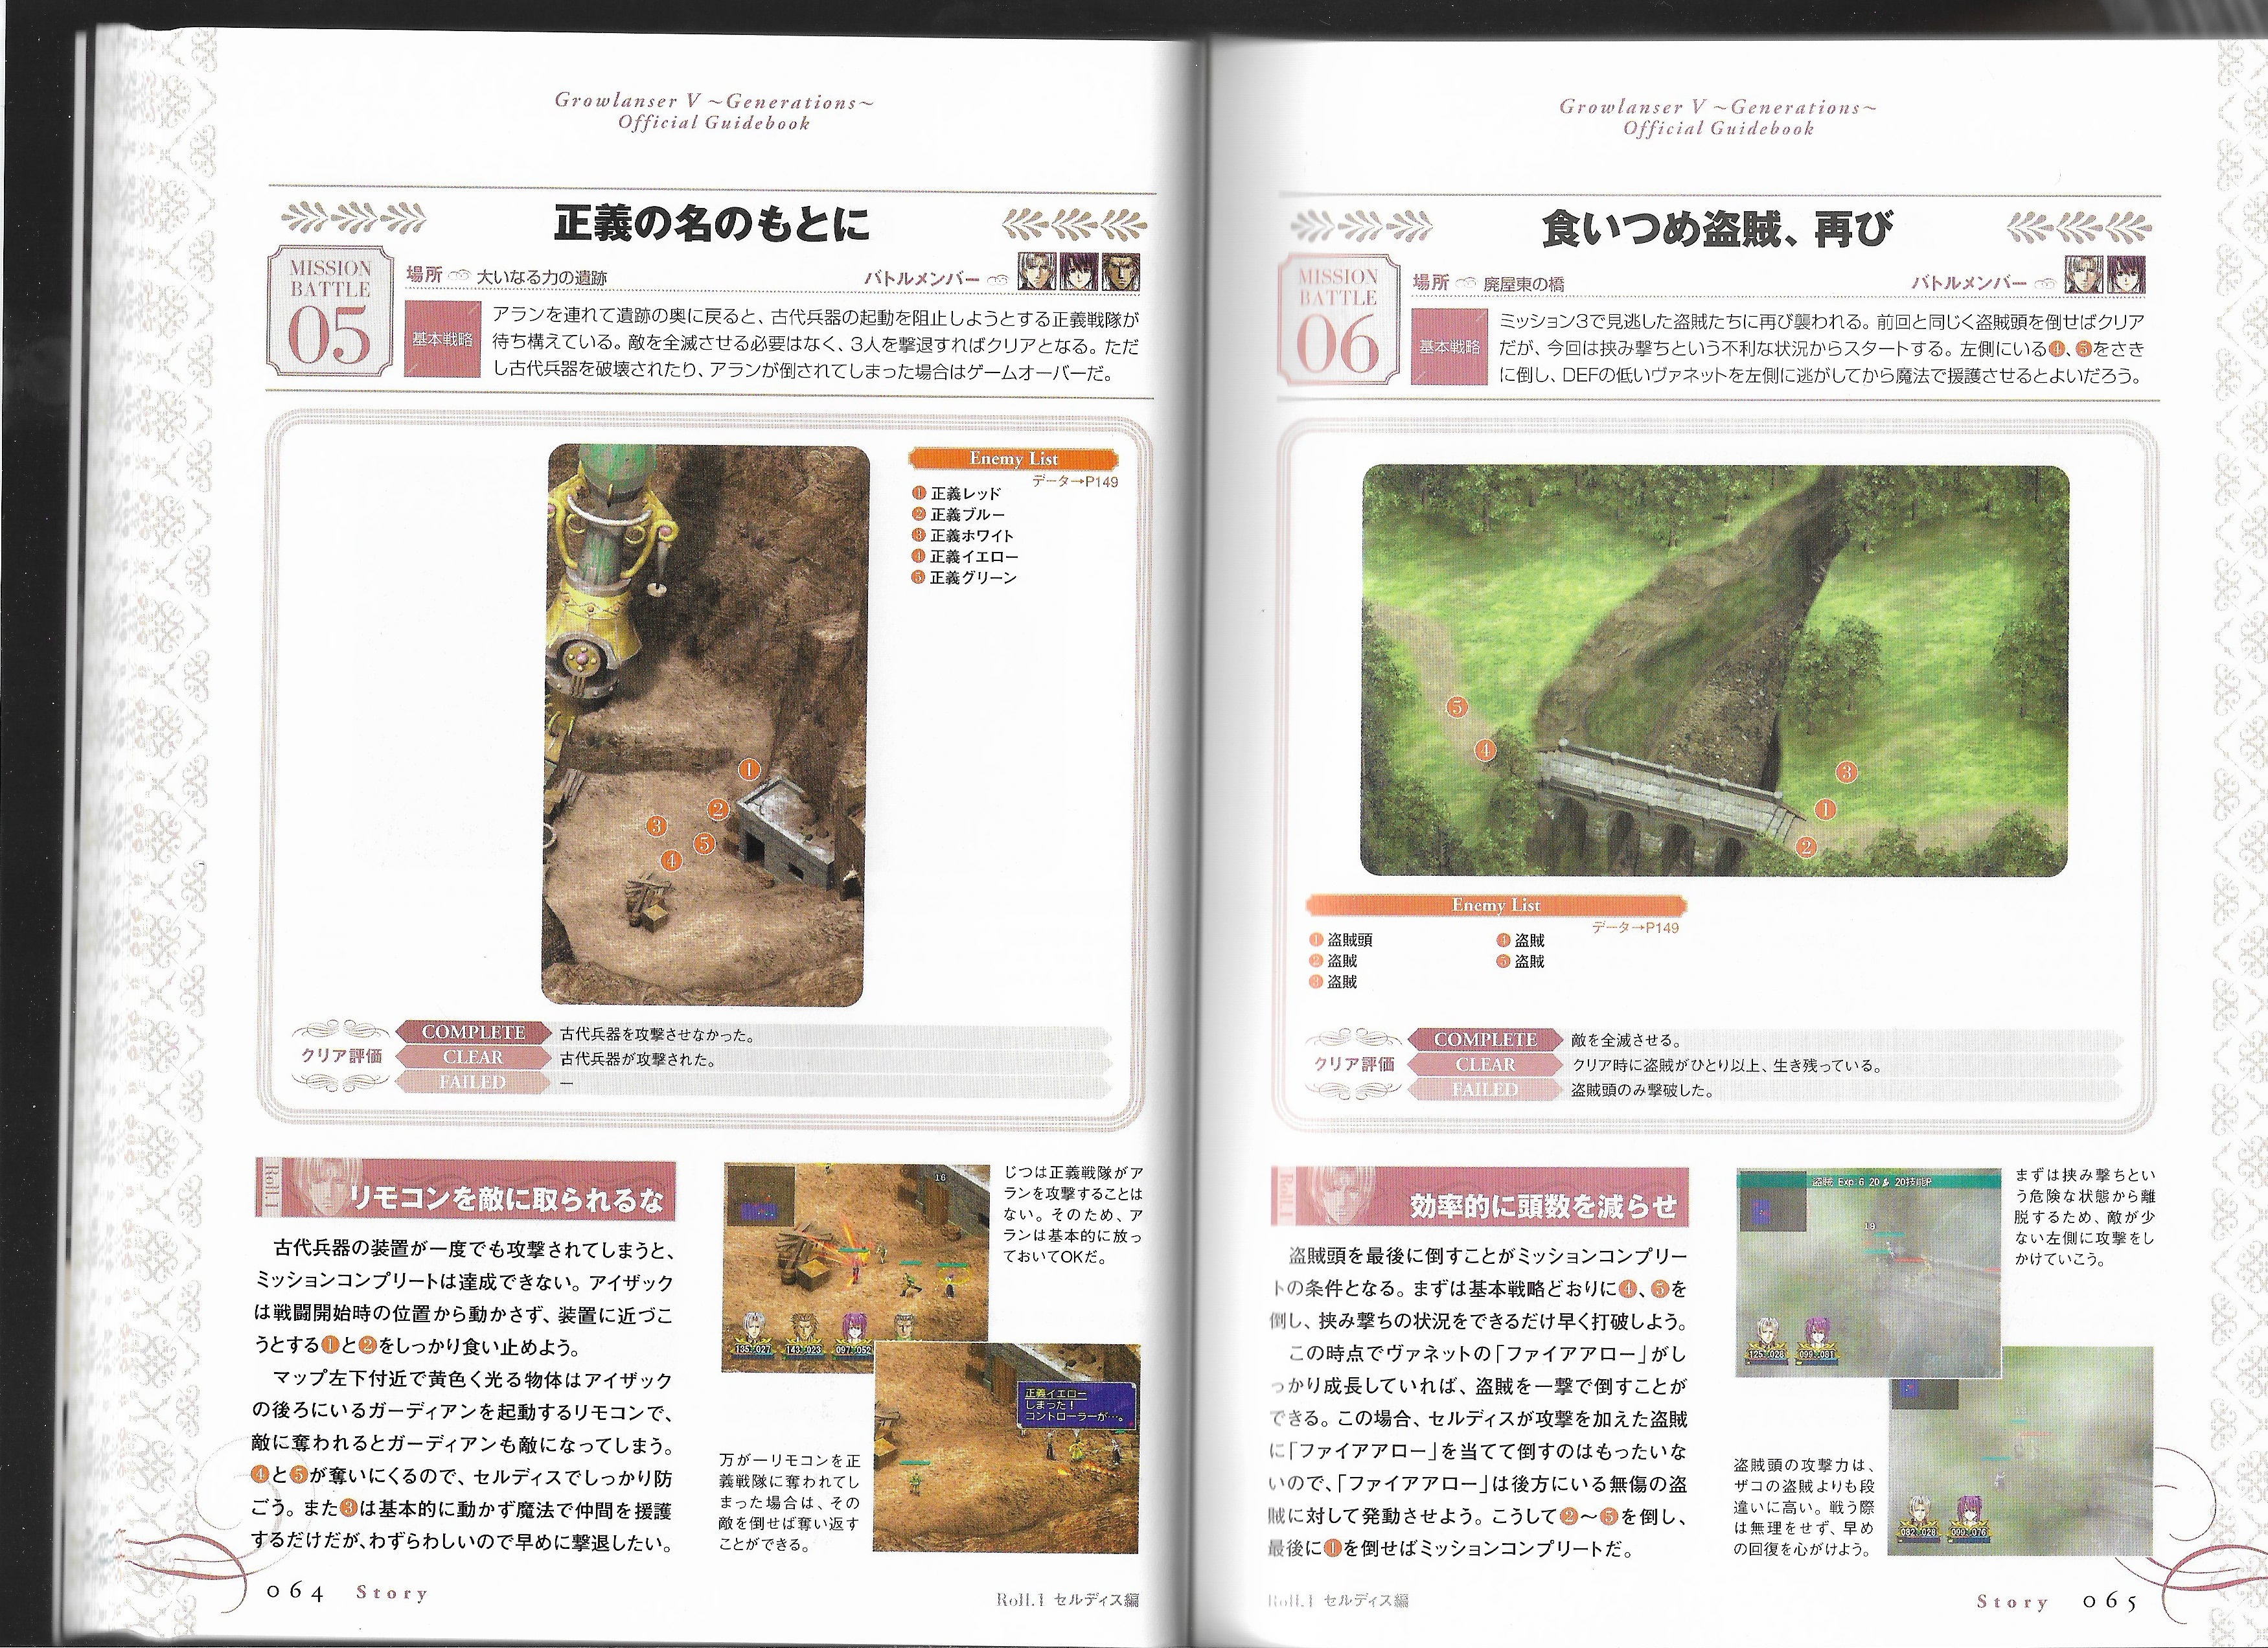 Growlanser V ~Generations~
Official Guidebook
正義の名のもとに
MISSION
BATTLE
05
場所 大いなる力の遺跡
バトルメンバー
基本戦略
アランを連れて遺跡の奥に戻ると、古代兵器の起動を阻止しようとする正義戦隊が
待ち構えている。敵を全滅させる必要はなく、3人を撃退すればクリアとなる。ただ
し古代兵器を破壊されたり、アランが倒されてしまった場合はゲームオーバーだ。
Enemy List
データ→P149
❶正義レッド
❷正義ブルー
❸正義ホワイト
❹正義イエロー
❺正義グリーン
❶
❷
❸
❺
❹
クリア評価
COMPLETE 古代兵器を攻撃させなかった。
CLEAR 古代兵器が攻撃された。
FAILED ―
Roll.1
リモコンを敵に取られるな
古代兵器の装置が一度でも攻撃されてしまうと、
ミッションコンプリートは達成できない。アイザック
は戦闘開始時の位置から動かさず、装置に近づこ
うとする❶と❷をしっかり食い止めよう。
マップ左下付近で黄色く光る物体はアイザック
の後ろにいるガーディアンを起動するリモコンで、
敵に奪われるとガーディアンも敵になってしまう。
❹と❺が奪いにくるので、セルディスでしっかり防
ごう。また❸は基本的に動かず魔法で仲間を援護
するだけだが、わずらわしいので早めに撃退したい。
16
じつは正義戦隊がア
ランを攻撃することは
ない。そのため、ア
ランは基本的に放っ
ておいてOKだ。
正義イエロー
しまった！
コントローラーが…。
万が一リモコンを正
義戦隊に奪われてし
まった場合は、その
敵を倒せば奪い返す
ことができる。
064 Story
Roll.1 セルディス編
Growlanser V ~Generations~
Official Guidebook
食いつめ盗賊、再び
MISSION
BATTLE
06
場所 廃屋東の橋
バトルメンバー
基本戦略
ミッション3で見逃した盗賊たちに再び襲われる。前回と同じく盗賊頭を倒せばクリア
だが、今回は挟み撃ちという不利な状況からスタートする。左側にいる❹、❺をさき
に倒し、DEFの低いヴァネットを左側に逃がしてから魔法で援護させるとよいだろう。
❺
❹
❸
❶
❷
Enemy List
データ→P149
❶盗賊頭
❷盗賊
❸盗賊
❹盗賊
❺盗賊
クリア評価
COMPLETE 敵を全滅させる。
CLEAR クリア時に盗賊がひとり以上、生き残っている。
FAILED 盗賊頭のみ撃破した。
Roll.1
効率的に頭数を減らせ
盗賊頭を最後に倒すことがミッションコンプリー
トの条件となる。まずは基本戦略どおりに❹、❺を
倒し、挟み撃ちの状況をできるだけ早く打破しよう。
この時点でヴァネットの「ファイアアロー」がし
っかり成長していれば、盗賊を一撃で倒すことが
できる。この場合、セルディスが攻撃を加えた盗賊
に「ファイアアロー」を当てて倒すのはもったいな
いので、「ファイアアロー」は後方にいる無傷の盗
賊に対して発動させよう。こうして❷～❺を倒し、
最後に❶を倒せばミッションコンプリートだ。
19
まずは挟み撃ちとい
う危険な状態から離
脱するため、敵が少
ない左側に攻撃をし
かけていこう。
盗賊頭の攻撃力は、
ザコの盗賊よりも段
違いに高い。戦う際
は無理をせず、早め
の回復を心がけよう。
Roll.1 セルディス編
Story 065